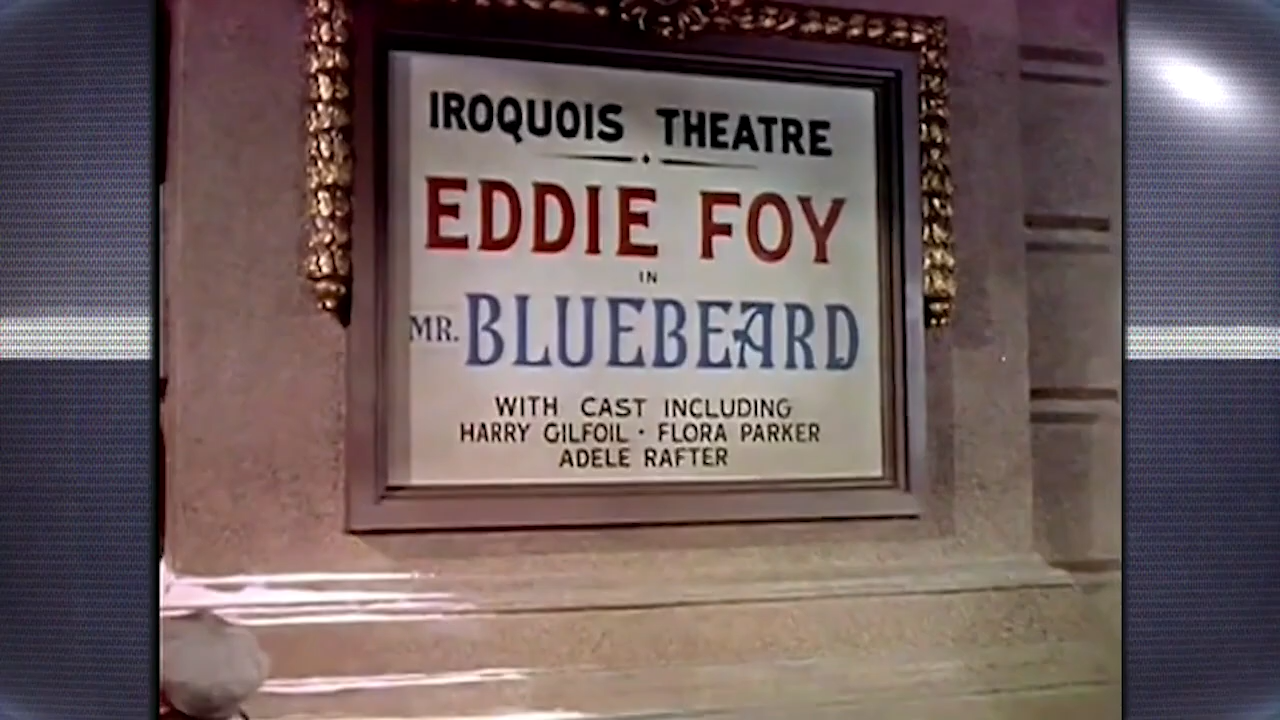 IROQUOIS THEATRE
EDDIE FOY
IN
MR. BLUEBEARD
WITH CAST INCLUDING
HARRY GILFOIL · FLORA PARKER
ADELE RAFTER